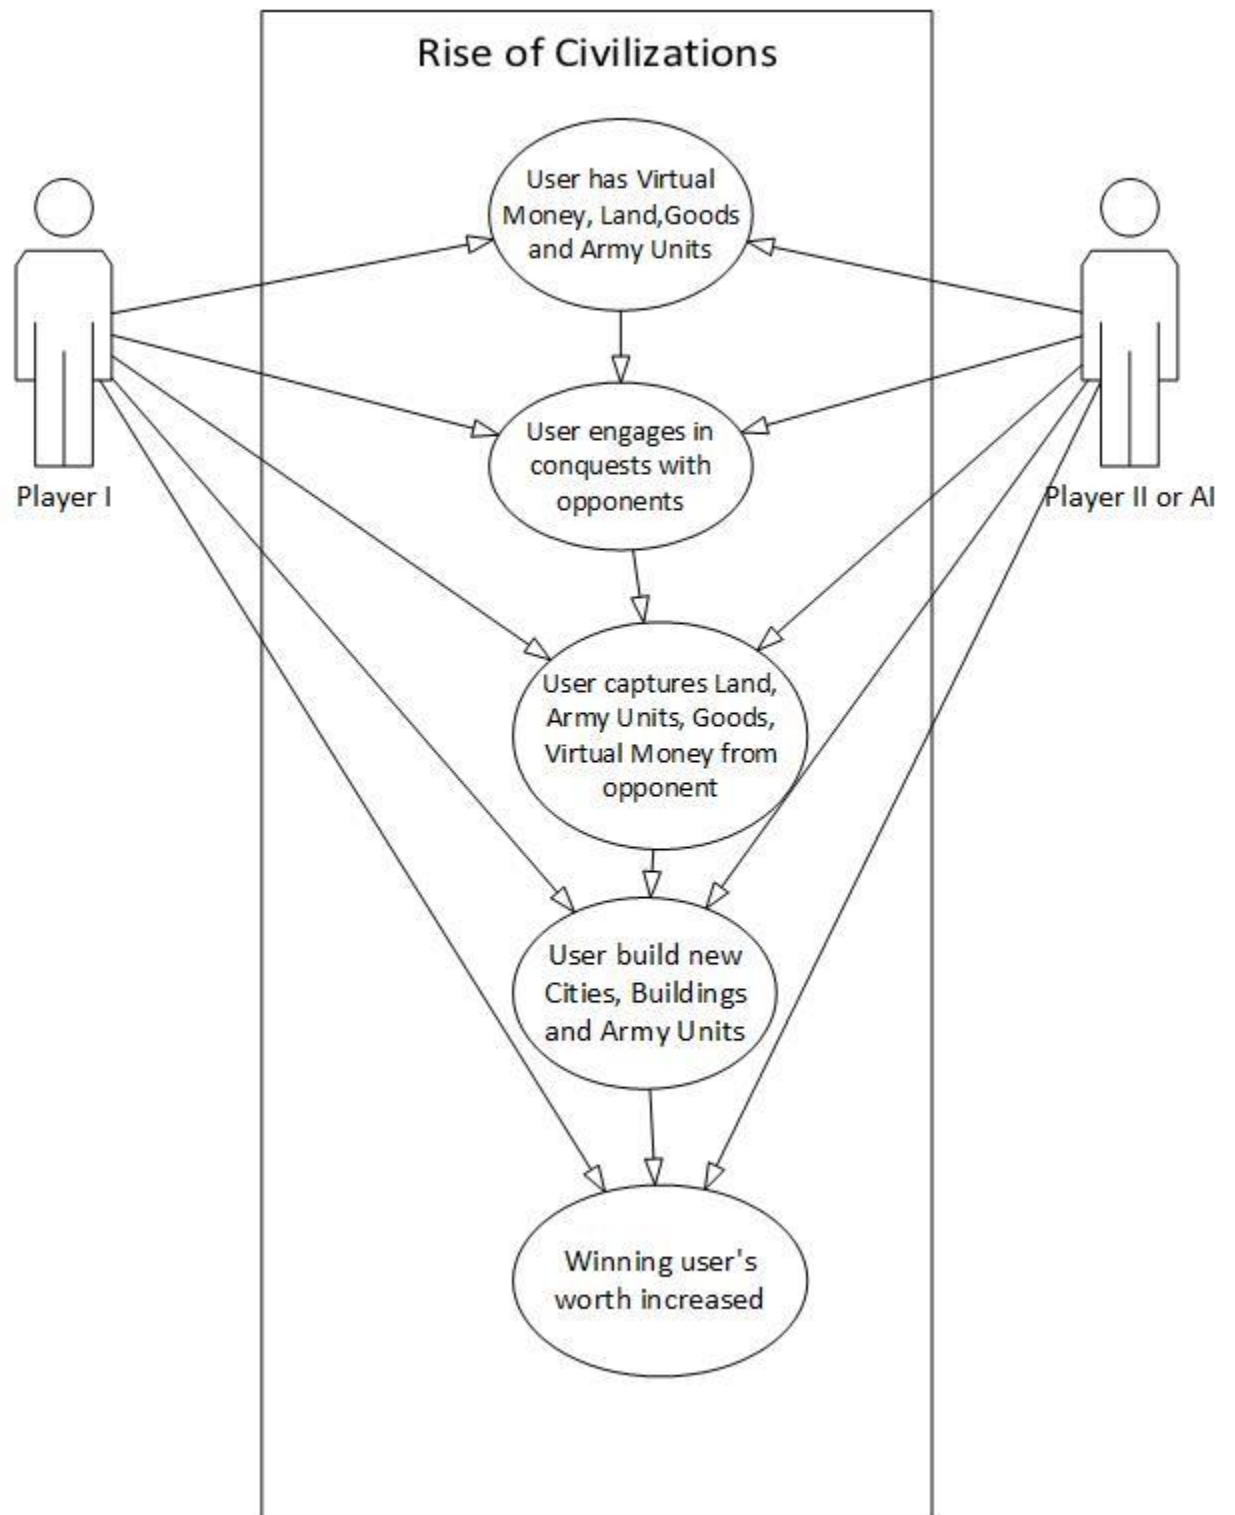 Rise of Civilizations
User has Virtual
Money, Land,Goods
and Army Units
User engages in
conquests with
opponents
Player I
Player II or AI
User captures Land,
Army Units, Goods,
Virtual Money from
opponent
User build new
Cities, Buildings
and Army Units
Winning user's
worth increased